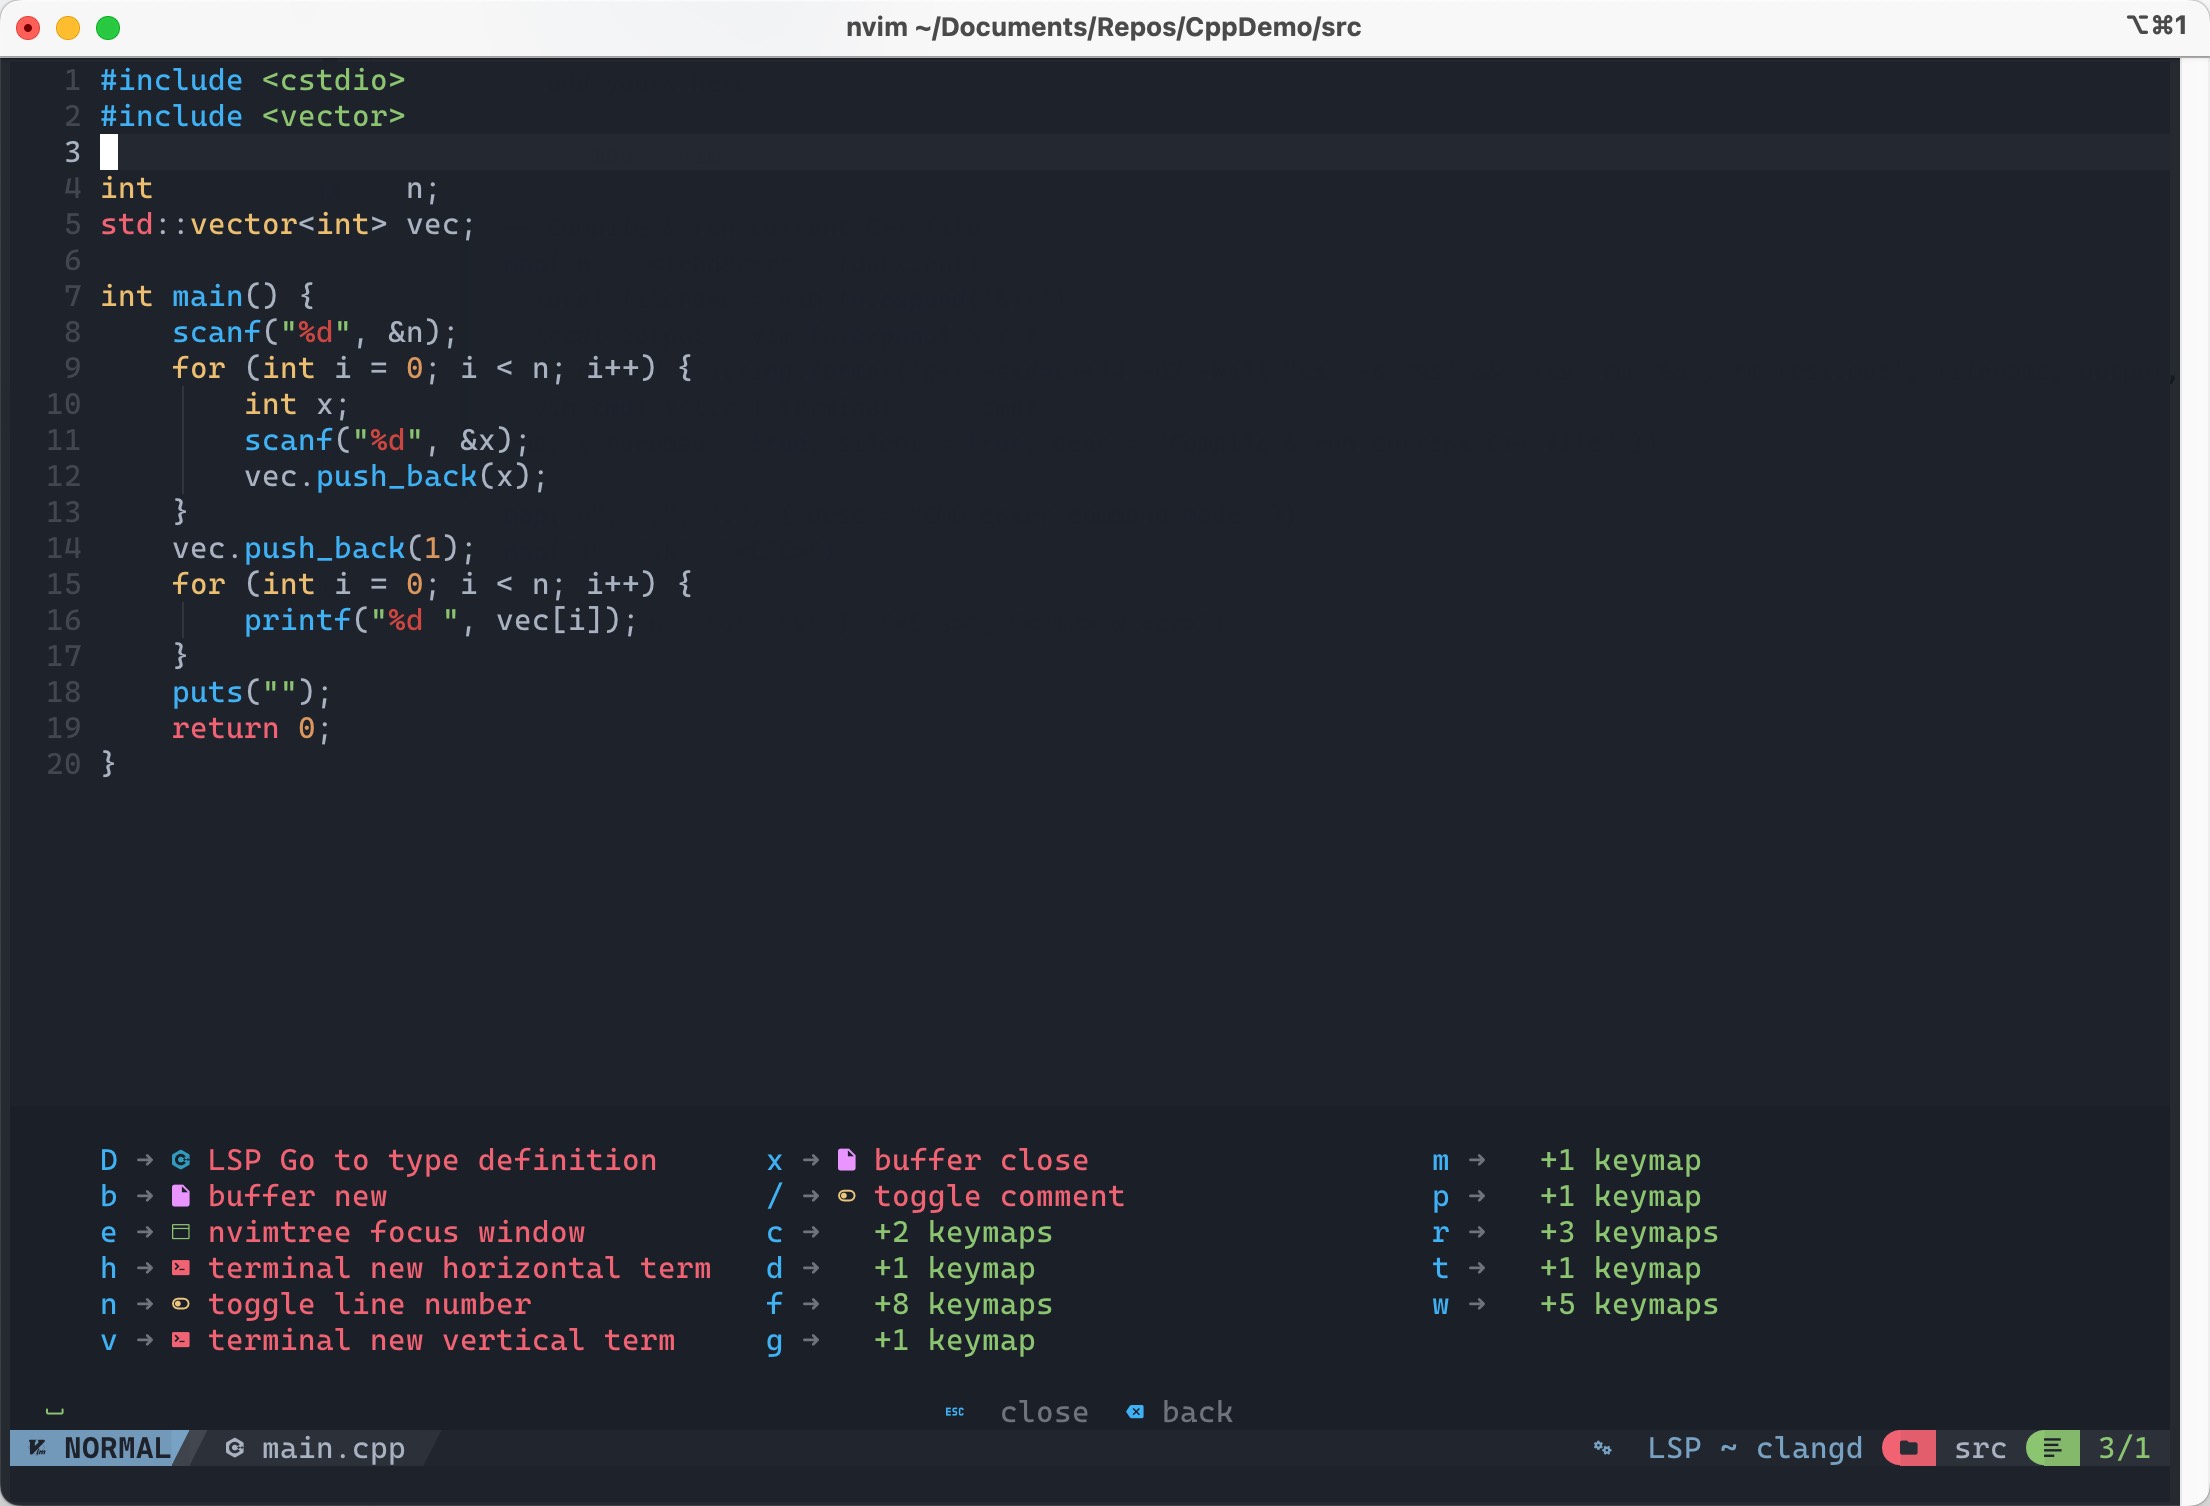 nvim ~/Documents/Repos/CppDemo/src
⌥⌘1
1 #include <cstdio>
2 #include <vector>
3
4 int              n;
5 std::vector<int> vec;
6
7 int main() {
8     scanf("%d", &n);
9     for (int i = 0; i < n; i++) {
10         int x;
11         scanf("%d", &x);
12         vec.push_back(x);
13     }
14     vec.push_back(1);
15     for (int i = 0; i < n; i++) {
16         printf("%d ", vec[i]);
17     }
18     puts("");
19     return 0;
20 }
D → LSP Go to type definition
b → buffer new
e → nvimtree focus window
h → terminal new horizontal term
n → toggle line number
v → terminal new vertical term
x → buffer close
/ → toggle comment
c → +2 keymaps
d → +1 keymap
f → +8 keymaps
g → +1 keymap
m → +1 keymap
p → +1 keymap
r → +3 keymaps
t → +1 keymap
w → +5 keymaps
ESC close back
NORMAL main.cpp LSP ~ clangd src 3/1